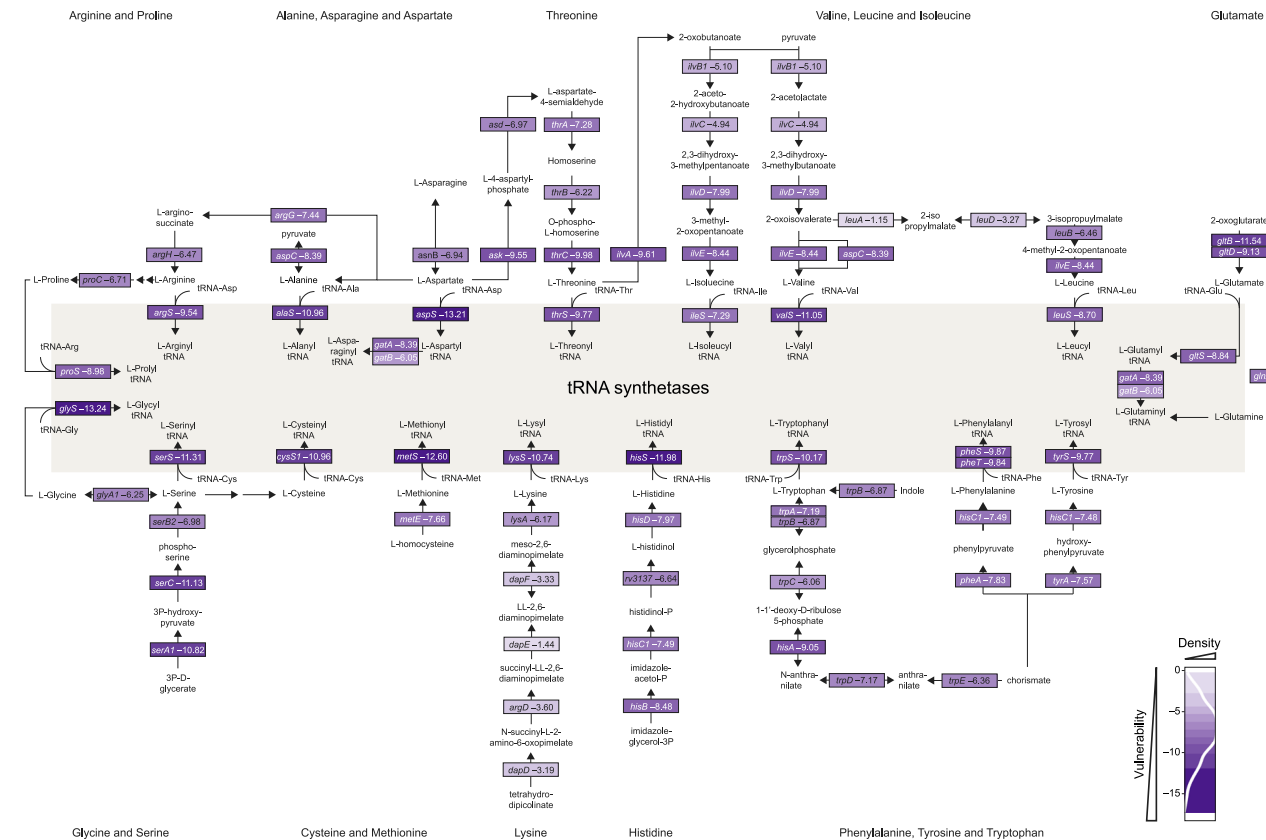 Arginine and Proline
Alanine, Asparagine and Aspartate
Threonine
Valine, Leucine and Isoleucine
Glutamate
2-oxobutanoate
pyruvate
ilvB1 −5.10
ilvB1 −5.10
L-aspartate-
4-semialdehyde
2-aceto-
2-hydroxybutanoate
2-acetolactate
asd −6.97
thrA −7.28
ilvC −4.94
ilvC −4.94
Homoserine
2,3-dihydroxy-
3-methylpentanoate
2,3-dihydroxy-
3-methylbutanoate
L-Asparagine
L-4-aspartyl-
phosphate
thrB −6.22
ilvD −7.99
ilvD −7.99
L-argino-
succinate
argG −7.44
pyruvate
O-phospho-
L-homoserine
3-methyl-
2-oxopentanoate
2-oxoisovalerate
leuA −1.15
2-iso
propylmalate
leuD −3.27
3-isopropylmalate
leuB −6.46
4-methyl-2-oxopentanoate
2-oxoglutarate
gltB −11.54
gltD −9.13
argH −6.47
aspC −8.39
asnB −6.94
ask −9.55
thrC −9.98
ilvA −9.61
ilvE −8.44
ilvE −8.44
aspC −8.39
ilvE −8.44
L-Proline
proC −6.71
L-Arginine
L-Alanine
L-Aspartate
L-Threonine
L-Isoluecine
L-Valine
L-Leucine
L-Glutamate
tRNA-Asp
tRNA-Ala
tRNA-Asp
tRNA-Thr
tRNA-Ile
tRNA-Val
tRNA-Leu
tRNA-Glu
argS −9.54
alaS −10.96
aspS −13.21
thrS −9.77
ileS −7.29
valS −11.05
leuS −8.70
tRNA-Arg
L-Arginyl
tRNA
L-Alanyl
tRNA
L-Aspa-
raginyl
tRNA
gatA −8.39
gatB −6.05
L-Aspartyl
tRNA
L-Threonyl
tRNA
L-Isoleucyl
tRNA
L-Valyl
tRNA
L-Leucyl
tRNA
L-Glutamyl
tRNA
gltS −8.84
proS −8.98
L-Prolyl
tRNA
gatA −8.39
gatB −6.05
gln
tRNA synthetases
glyS −13.24
L-Glycyl
tRNA
L-Glutaminyl
tRNA
L-Glutamine
tRNA-Gly
L-Serinyl
tRNA
L-Cysteinyl
tRNA
L-Methionyl
tRNA
L-Lysyl
tRNA
L-Histidyl
tRNA
L-Tryptophanyl
tRNA
L-Phenylalanyl
tRNA
L-Tyrosyl
tRNA
serS −11.31
cysS1 −10.96
metS −12.60
lysS −10.74
hisS −11.98
trpS −10.17
pheS −9.87
pheT −9.84
tyrS −9.77
tRNA-Cys
tRNA-Cys
tRNA-Met
tRNA-Lys
tRNA-His
tRNA-Trp
tRNA-Phe
tRNA-Tyr
L-Glycine
glyA1 −6.25
L-Serine
L-Cysteine
L-Methionine
L-Lysine
L-Histidine
L-Tryptophan
trpB −6.87
Indole
L-Phenylalanine
L-Tyrosine
serB2 −6.98
metE −7.66
lysA −6.17
hisD −7.97
trpA −7.19
trpB −6.87
hisC1 −7.49
hisC1 −7.48
phospho-
serine
L-homocysteine
meso-2,6-
diaminopimelate
L-histidinol
glycerolphosphate
phenylpyruvate
hydroxy-
phenylpyruvate
serC −11.13
dapF −3.33
rv3137 −6.64
trpC −6.06
pheA −7.83
tyrA −7.57
3P-hydroxy-
pyruvate
LL-2,6-
diaminopimelate
histidinol-P
1-1'-deoxy-D-ribulose
5-phosphate
serA1 −10.82
dapE −1.44
hisC1 −7.49
hisA −9.05
Density
3P-D-
glycerate
succinyl-LL-2,6-
diaminopimelate
imidazole-
acetol-P
N-anthra-
nilate
trpD −7.17
anthra-
nilate
trpE −6.36
chorismate
argD −3.60
hisB −8.48
N-succinyl-L-2-
amino-6-oxopimelate
imidazole-
glycerol-3P
dapD −3.19
tetrahydro-
dipicolinate
Vulnerability
0
−5
−10
−15
Glycine and Serine
Cysteine and Methionine
Lysine
Histidine
Phenylalanine, Tyrosine and Tryptophan